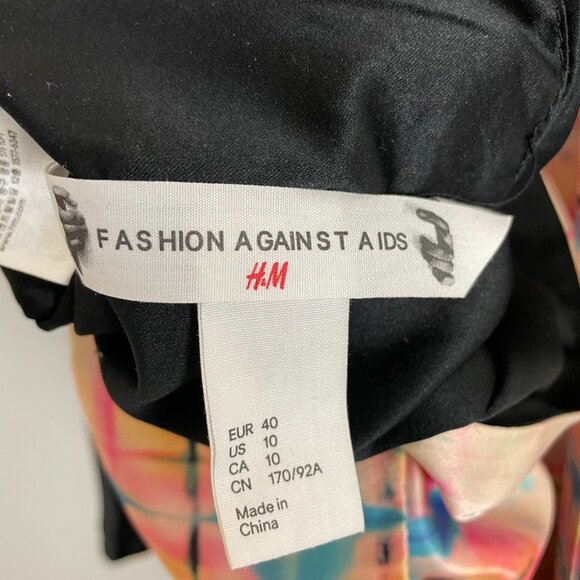 FASHION AGAINST AIDS
H&M
EUR 40
US 10
CA 10
CN 170/92A
Made in
China